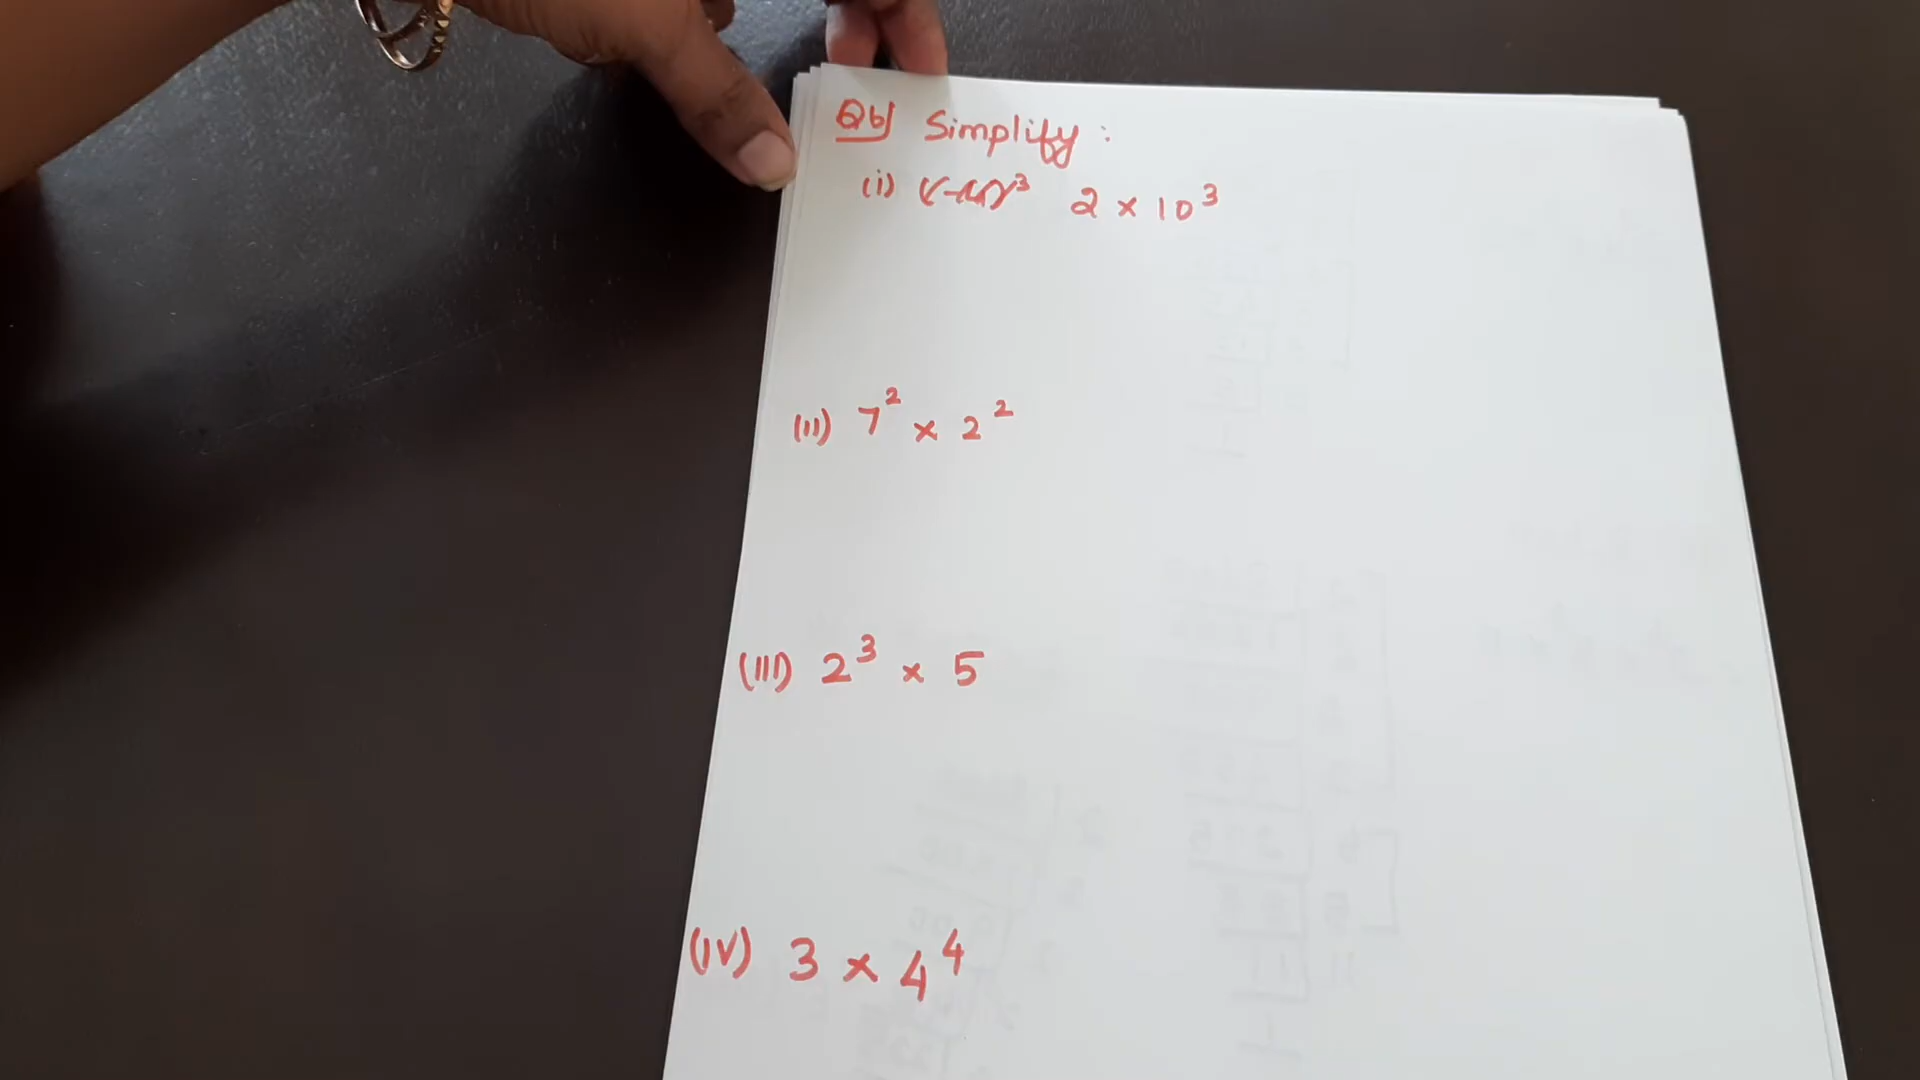 Q6) Simplify :
(i) 2 × 10³
(ii) 7² × 2²
(iii) 2³ × 5
(iv) 3 × 4⁴